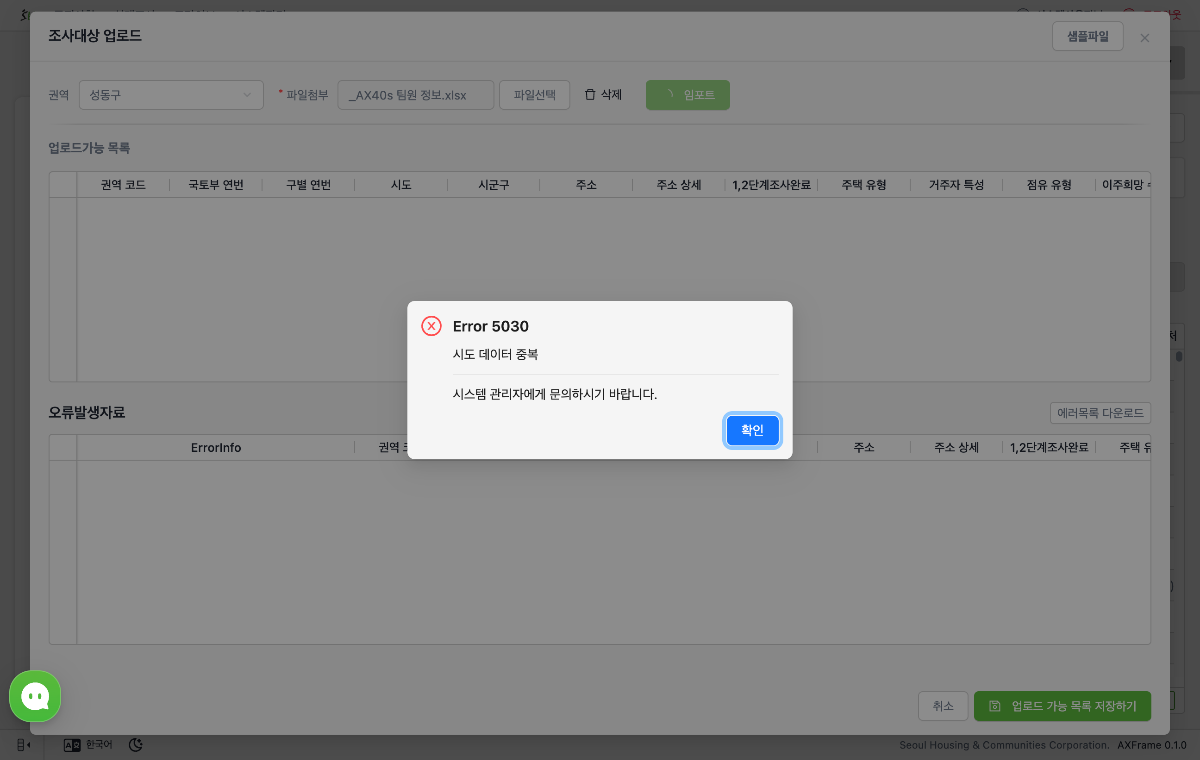 조사대상 업로드
샘플파일
권역
성동구
* 파일첨부
_AX40s 팀원 정보.xlsx
파일선택
삭제
임포트
업로드가능 목록
권역 코드
국토부 연번
구별 연번
시도
시군구
주소
주소 상세
1,2단계조사완료
주택 유형
거주자 특성
점유 유형
이주희망
Error 5030
시도 데이터 중복
시스템 관리자에게 문의하시기 바랍니다.
확인
오류발생자료
에러목록 다운로드
ErrorInfo
권역
주소
주소 상세
1,2단계조사완료
주택
취소
업로드 가능 목록 저장하기
한국어
Seoul Housing & Communities Corporation.
AXFrame 0.1.0